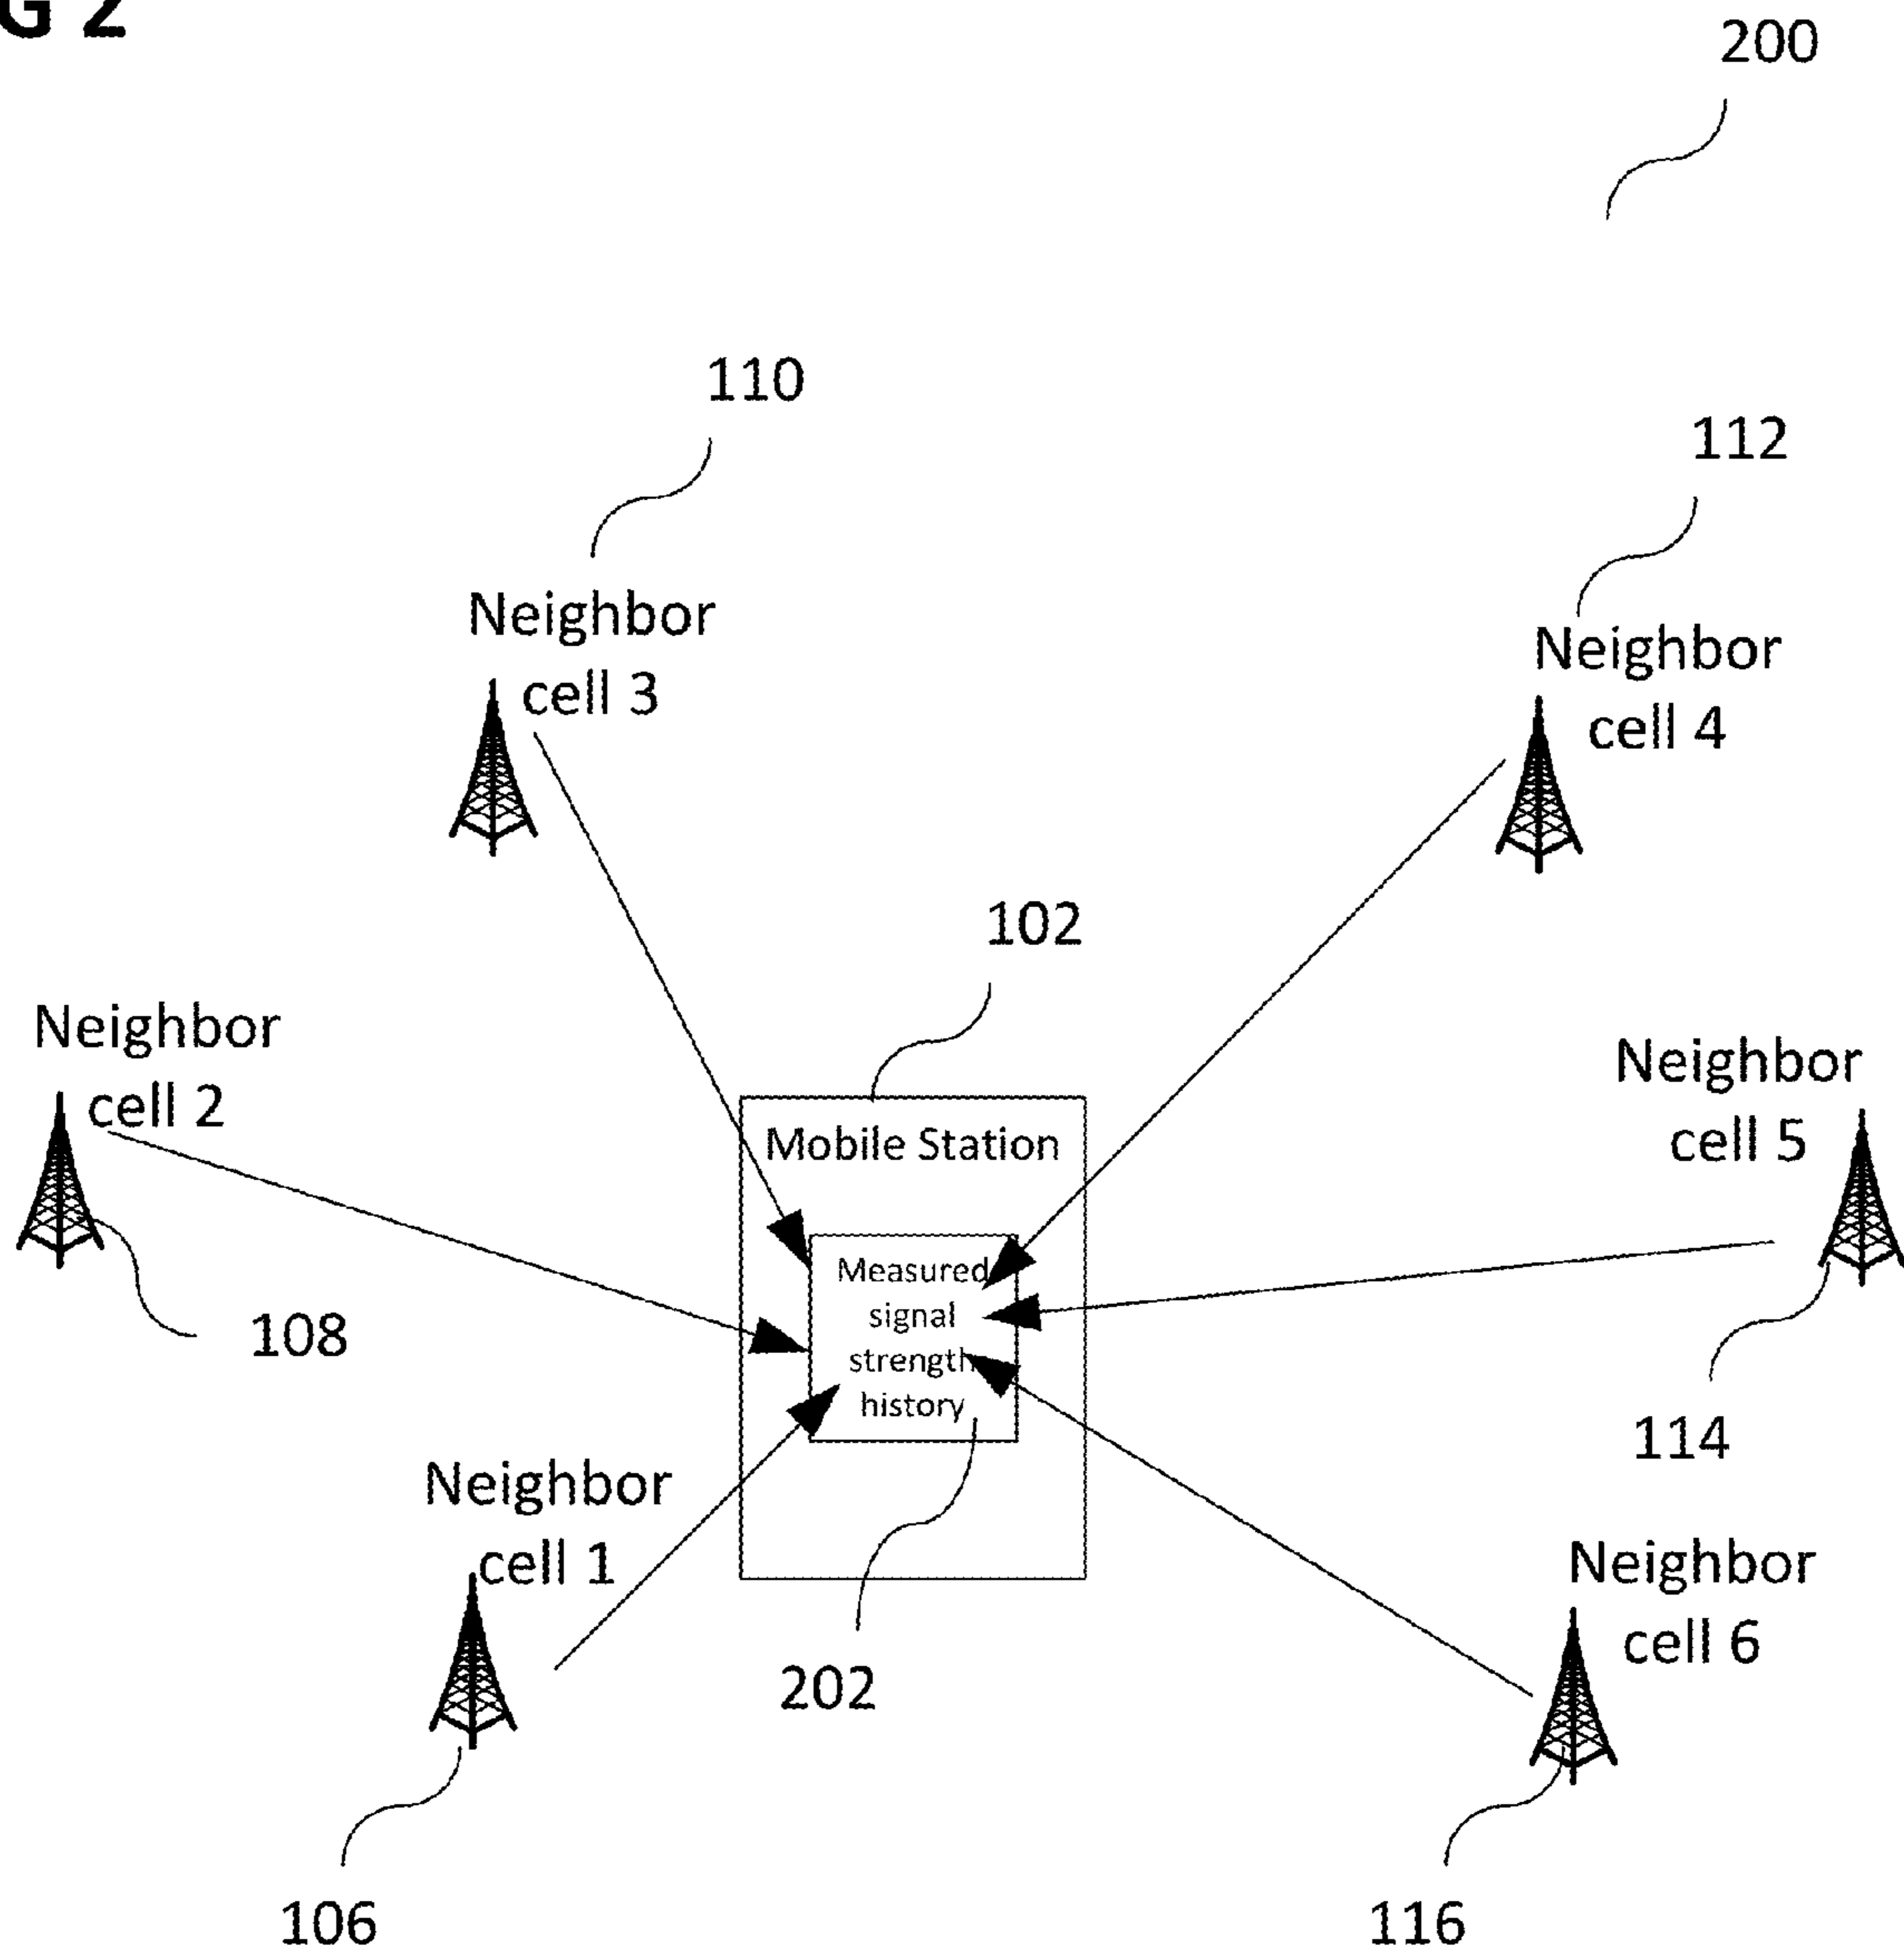 G 2
200
110
112
Neighbor
cell 3
Neighbor
cell 4
102
Neighbor
cell 2
Mobile Station
Neighbor
cell 5
Measured
signal
strength
history
108
114
Neighbor
cell 1
Neighbor
cell 6
202
106
116